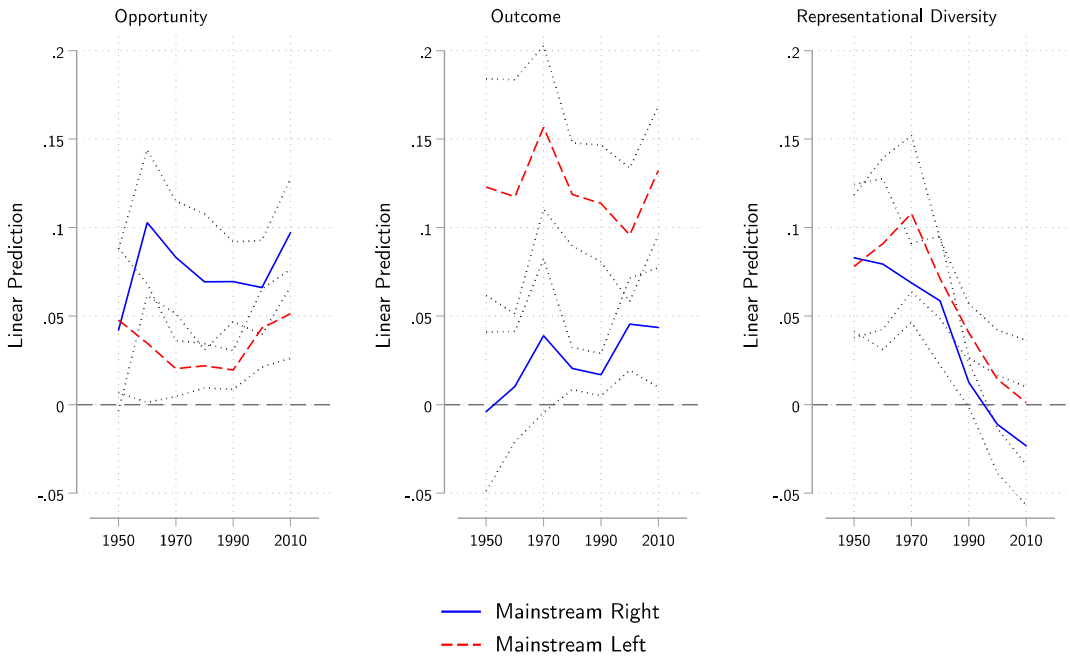 Opportunity
Linear Prediction
.2
.15
.1
.05
0
-.05
1950 1970 1990 2010
Outcome
Linear Prediction
.2
.15
.1
.05
0
-.05
1950 1970 1990 2010
Representational Diversity
Linear Prediction
.2
.15
.1
.05
0
-.05
1950 1970 1990 2010
Mainstream Right
Mainstream Left